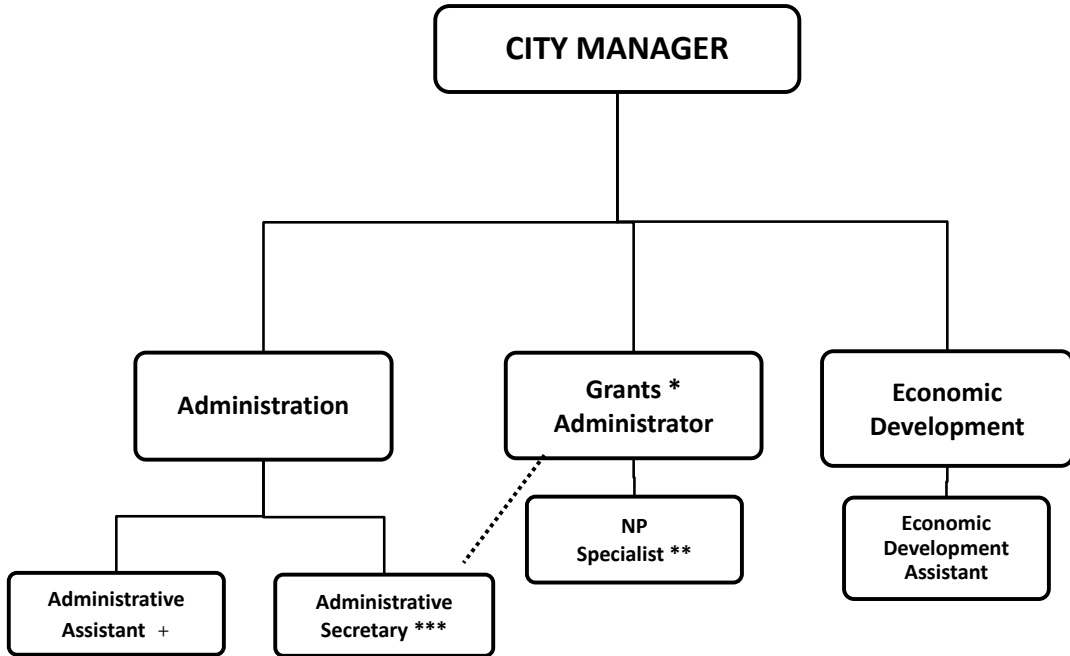 CITY MANAGER
Administration
Grants *
Administrator
Economic
Development
NP
Specialist **
Economic
Development
Assistant
Administrative
Assistant +
Administrative
Secretary ***